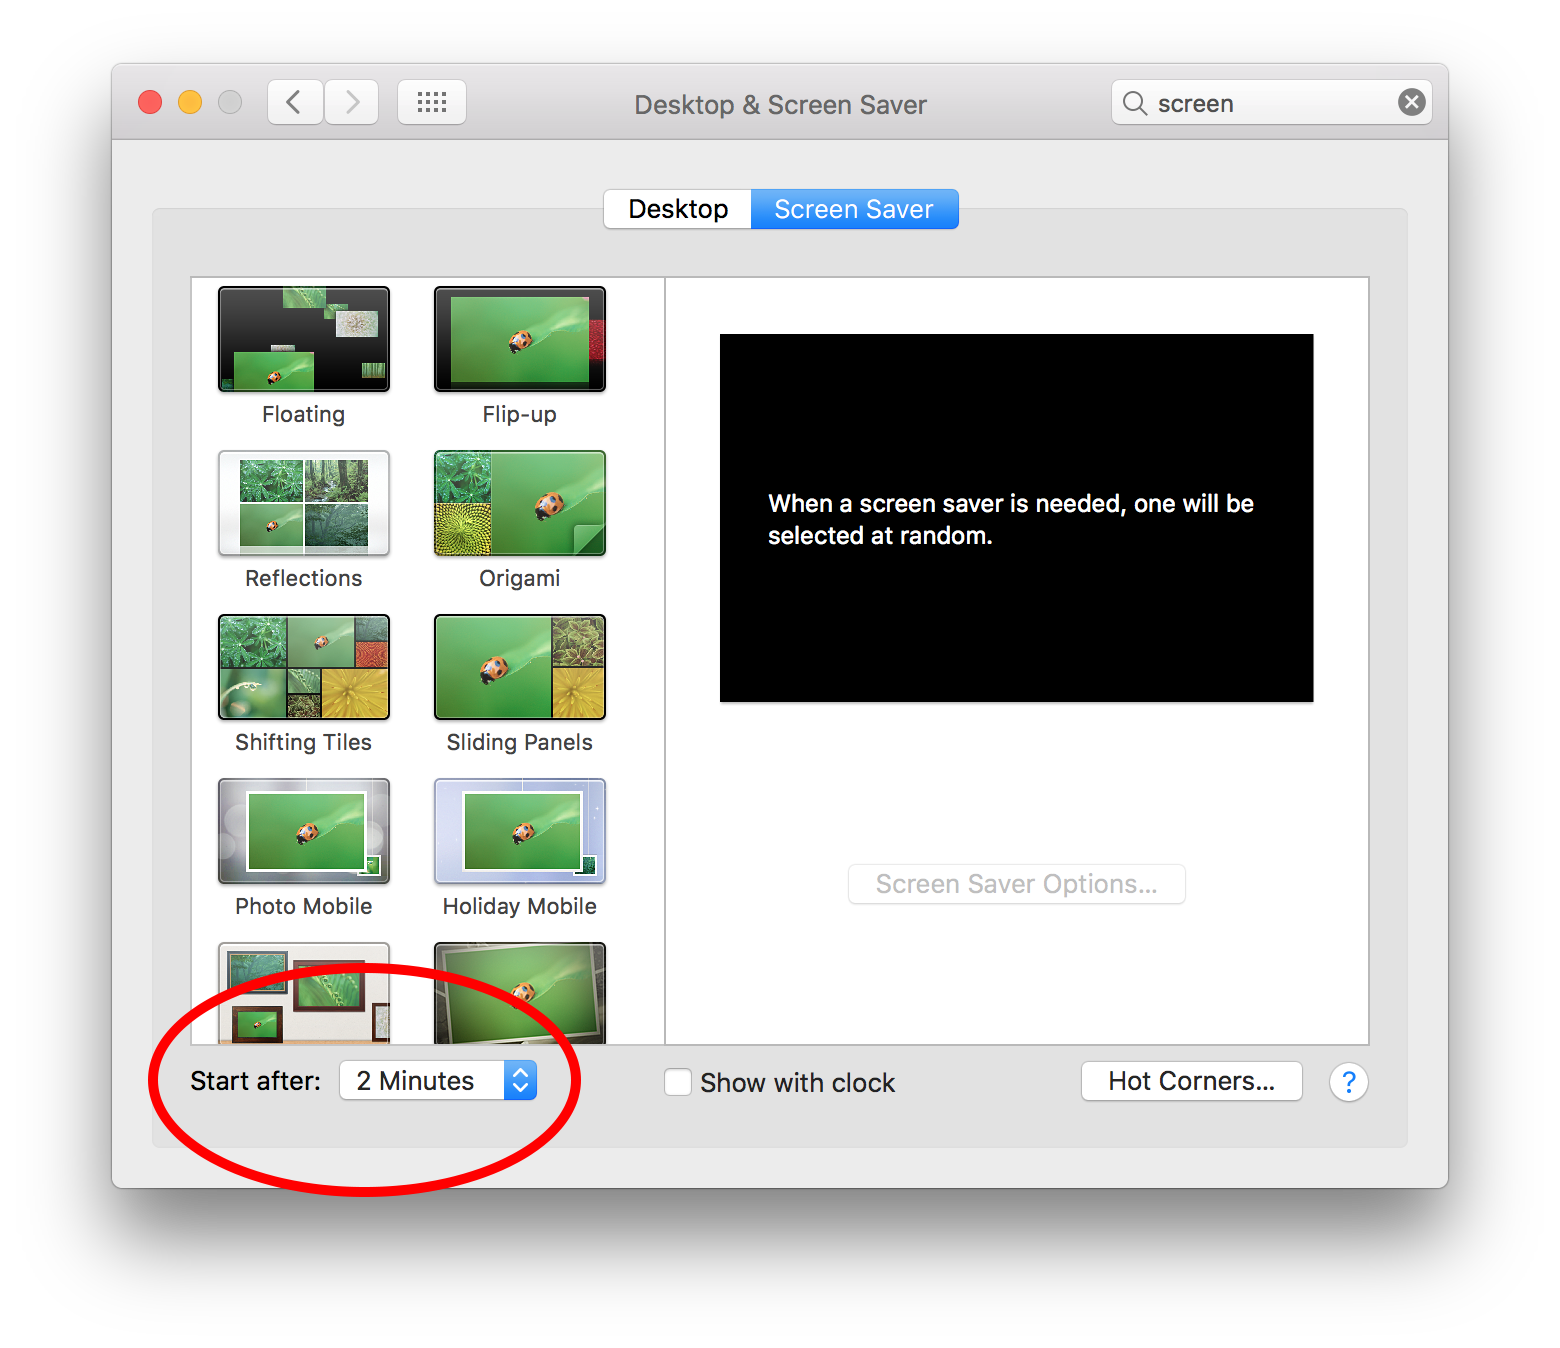 Desktop & Screen Saver
screen
Desktop
Screen Saver
Floating
Flip-up
Reflections
Origami
Shifting Tiles
Sliding Panels
Photo Mobile
Holiday Mobile
When a screen saver is needed, one will be
selected at random.
Screen Saver Options...
Start after:
2 Minutes
Show with clock
Hot Corners...
?